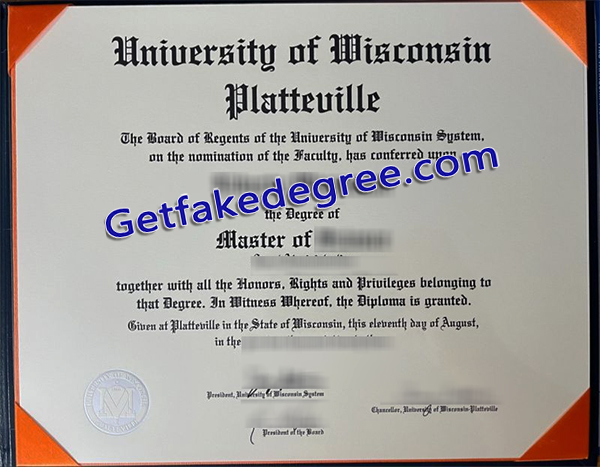 University of Wisconsin
Platteville
The Board of Regents of the University of Wisconsin System,
on the nomination of the Faculty, has conferred upon
Getfakedegree.com
the Degree of
Master of
together with all the Honors, Rights and Privileges belonging to
that Degree. In Witness Whereof, the Diploma is granted.
Given at Platteville in the State of Wisconsin, this eleventh day of August,
in the
President, University of Wisconsin System
Chancellor, University of Wisconsin-Platteville
President of the Board